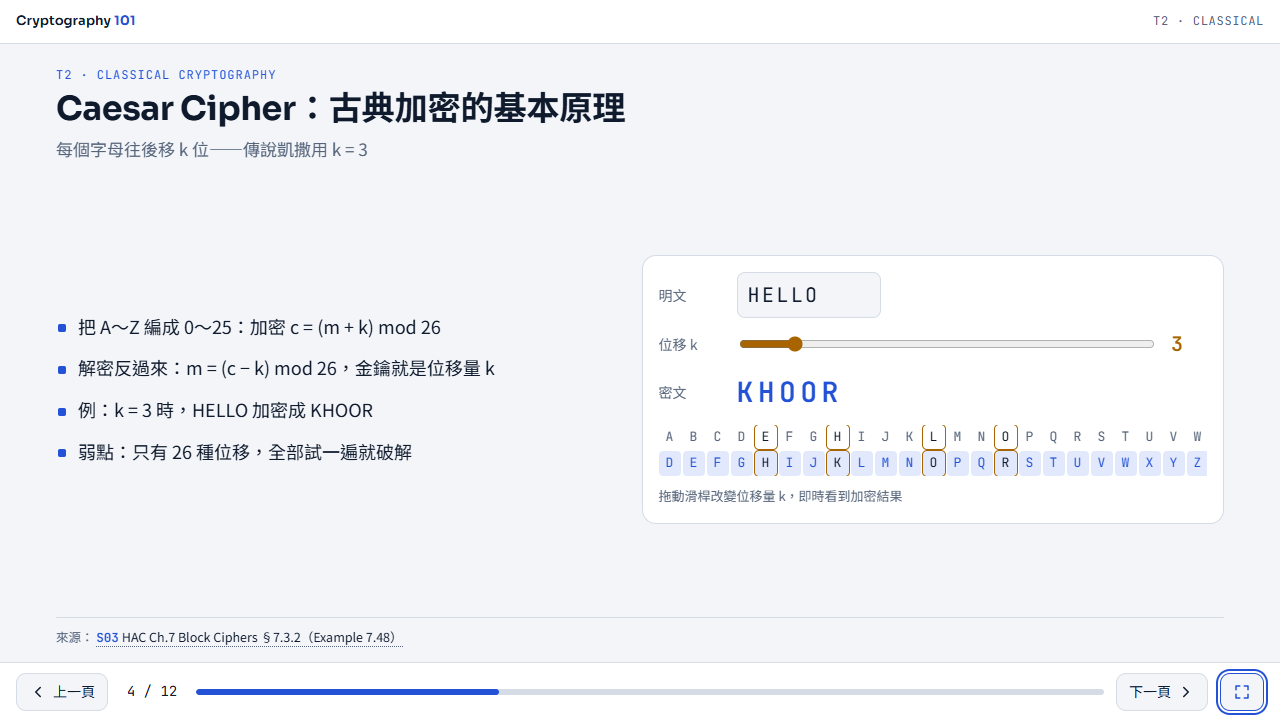 Cryptography 101
T2 · CLASSICAL
T2 · CLASSICAL CRYPTOGRAPHY
Caesar Cipher：古典加密的基本原理
每個字母往後移 k 位——傳說凱撒用 k = 3
把 A～Z 編成 0～25：加密 c = (m + k) mod 26
解密反過來：m = (c − k) mod 26，金鑰就是位移量 k
例：k = 3 時，HELLO 加密成 KHOOR
弱點：只有 26 種位移，全部試一遍就破解
明文 HELLO
位移 k 3
密文 KHOOR
A B C D E F G H I J K L M N O P Q R S T U V W
D E F G H I J K L M N O P Q R S T U V W X Y Z
拖動滑桿改變位移量 k，即時看到加密結果
來源： S03 HAC Ch.7 Block Ciphers §7.3.2（Example 7.48）
上一頁 4 / 12 下一頁